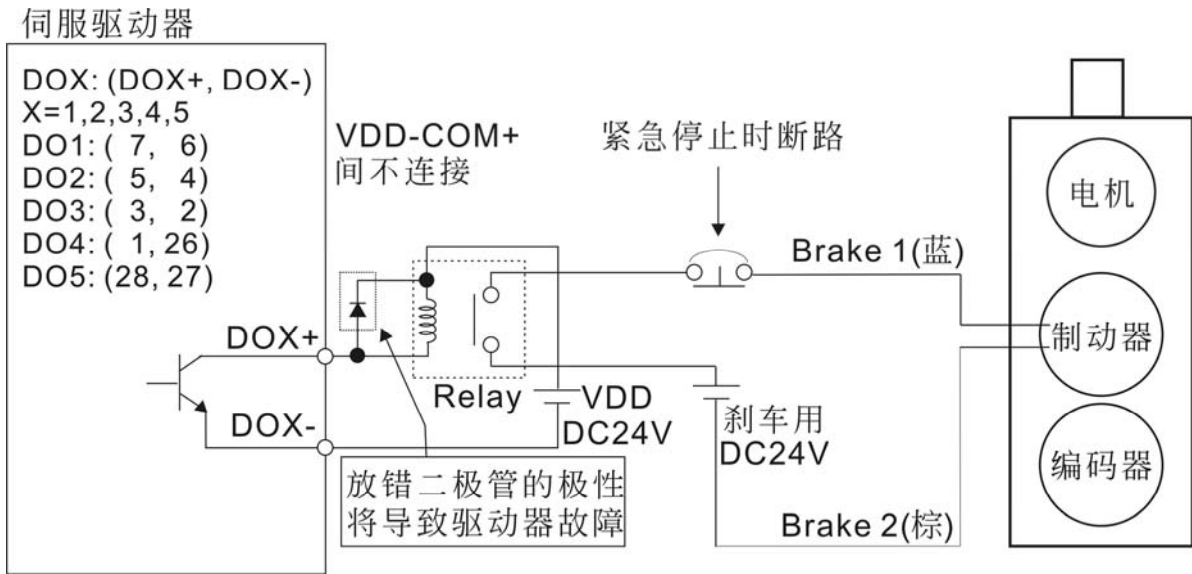 伺服驱动器
DOX: (DOX+, DOX-)
X=1,2,3,4,5
DO1: ( 7, 6)
DO2: ( 5, 4)
DO3: ( 3, 2)
DO4: ( 1, 26)
DO5: (28, 27)
VDD-COM+
间不连接
紧急停止时断路
电机
Brake 1(蓝)
DOX+
制动器
Relay
VDD
DC24V
刹车用
DC24V
DOX-
编码器
放错二极管的极性
将导致驱动器故障
Brake 2(棕)